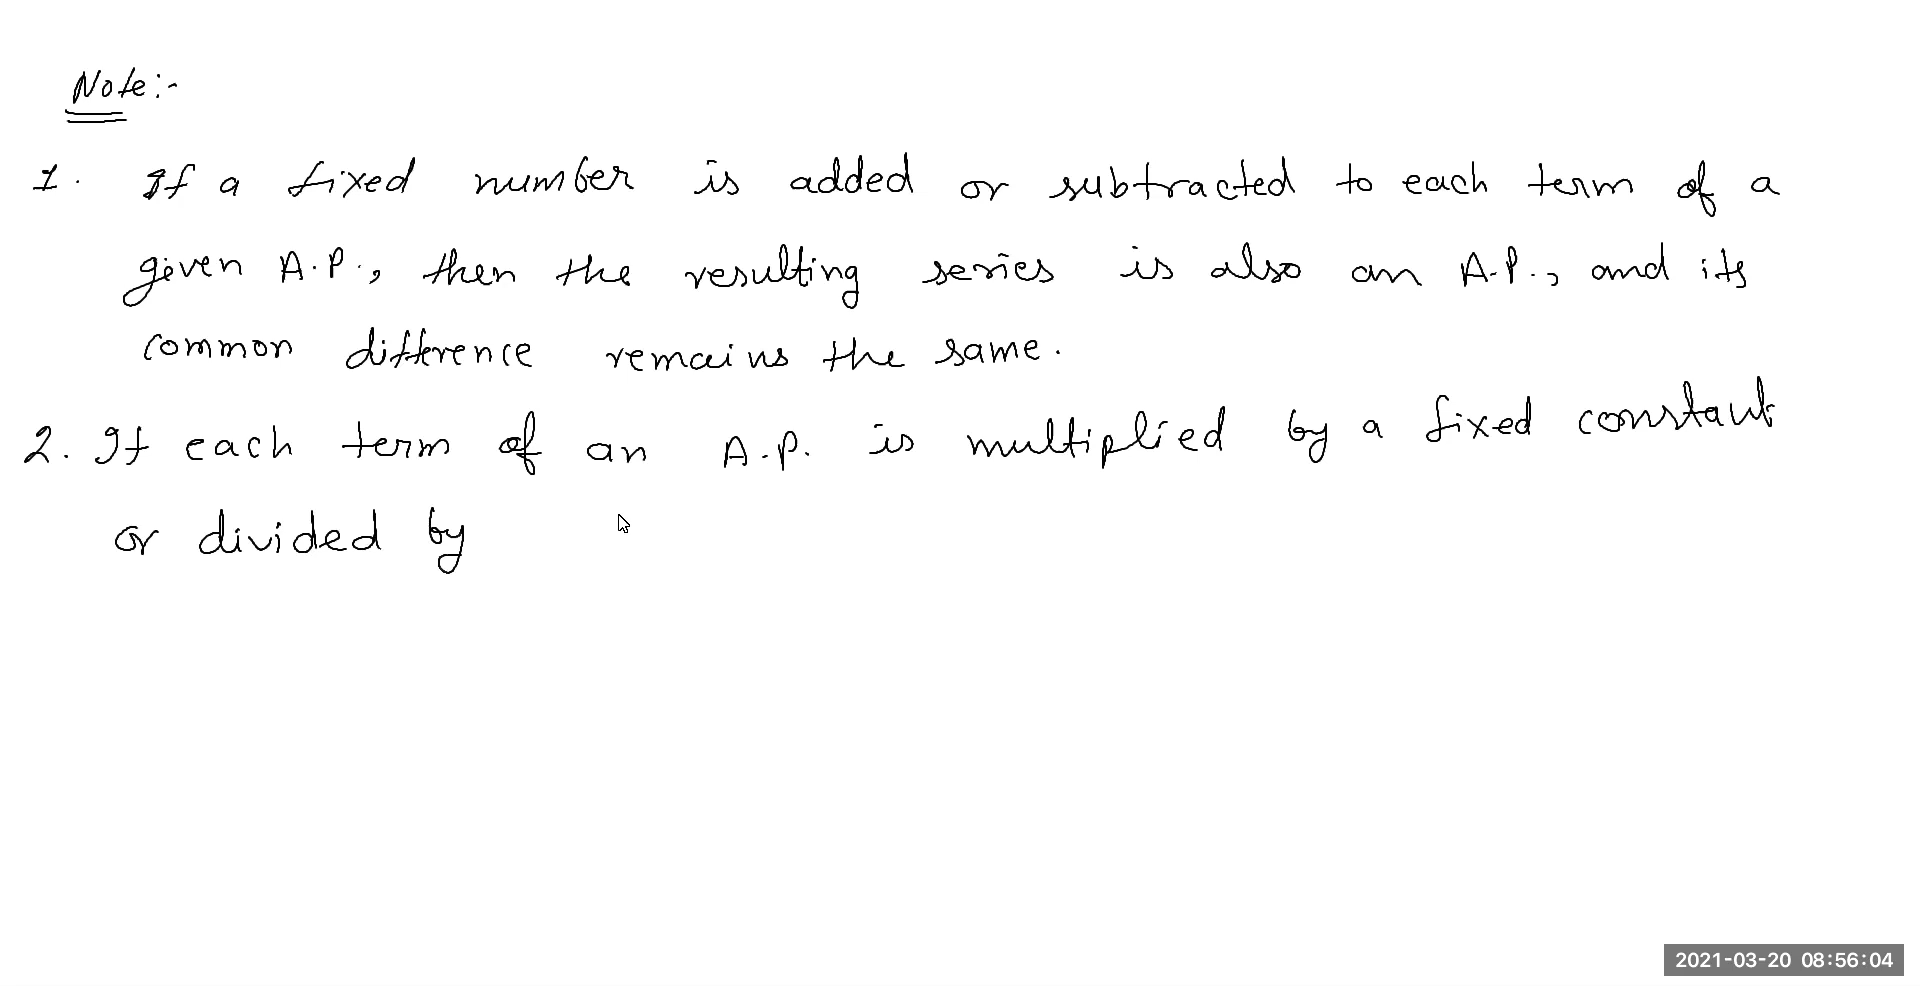 Note:-
1. If a fixed number is added or subtracted to each term of a
given A.P., then the resulting series is also an A.P., and its
common difference remains the same.
2. If each term of an A.P. is multiplied by a fixed constant
or divided by
2021-03-20 08:56:04